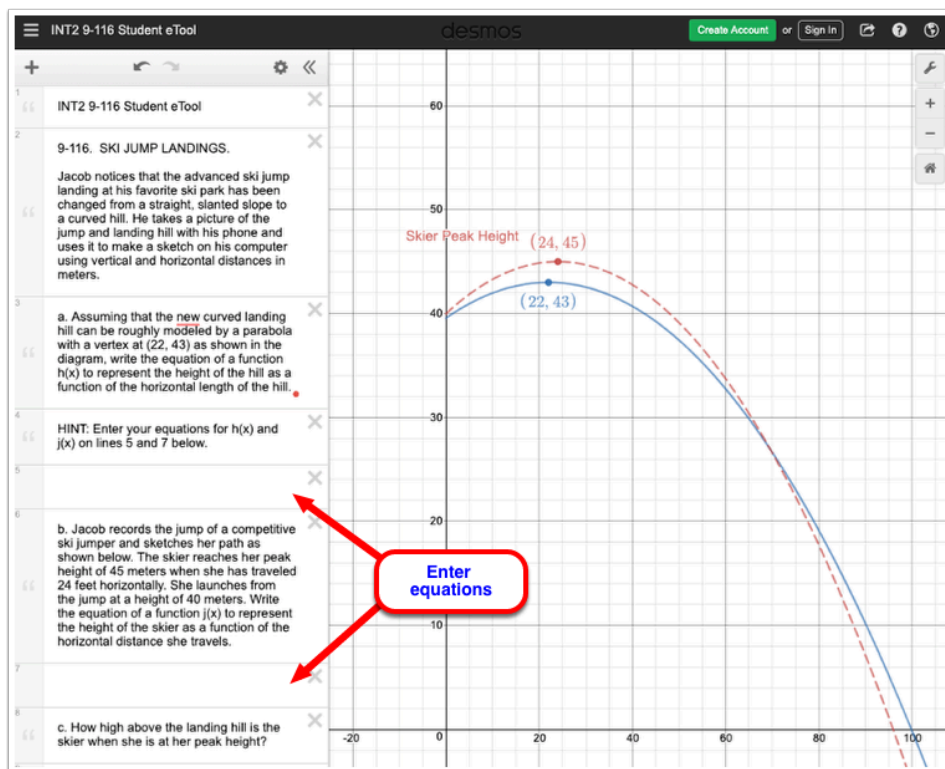 INT2 9-116 Student eTool
desmos
Create Account or Sign In
1
INT2 9-116 Student eTool
2
9-116. SKI JUMP LANDINGS.
Jacob notices that the advanced ski jump
landing at his favorite ski park has been
changed from a straight, slanted slope to
a curved hill. He takes a picture of the
jump and landing hill with his phone and
uses it to make a sketch on his computer
using vertical and horizontal distances in
meters.
3
a. Assuming that the new curved landing
hill can be roughly modeled by a parabola
with a vertex at (22, 43) as shown in the
diagram, write the equation of a function
h(x) to represent the height of the hill as a
function of the horizontal length of the hill.
4
HINT: Enter your equations for h(x) and
j(x) on lines 5 and 7 below.
5
6
b. Jacob records the jump of a competitive
ski jumper and sketches her path as
shown below. The skier reaches her peak
height of 45 meters when she has traveled
24 feet horizontally. She launches from
the jump at a height of 40 meters. Write
the equation of a function j(x) to represent
the height of the skier as a function of the
horizontal distance she travels.
7
8
c. How high above the landing hill is the
skier when she is at her peak height?
Enter
equations
60
50
Skier Peak Height (24, 45)
(22, 43)
40
30
20
10
-20
0
20
40
60
80
100